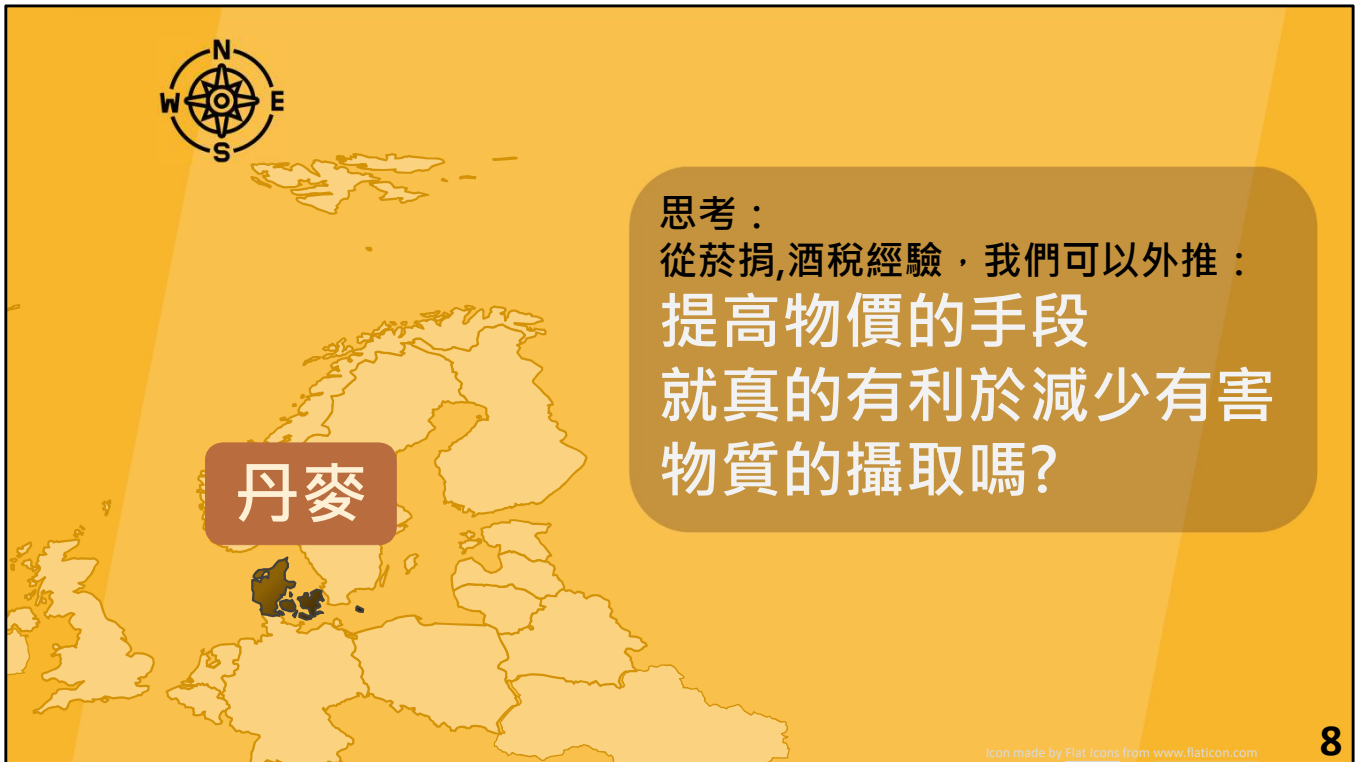 N
W E
S
思考：
從菸捐,酒稅經驗，我們可以外推：
提高物價的手段
就真的有利於減少有害
物質的攝取嗎?
丹麥
Icon made by Flat Icons from www.flaticon.com
8